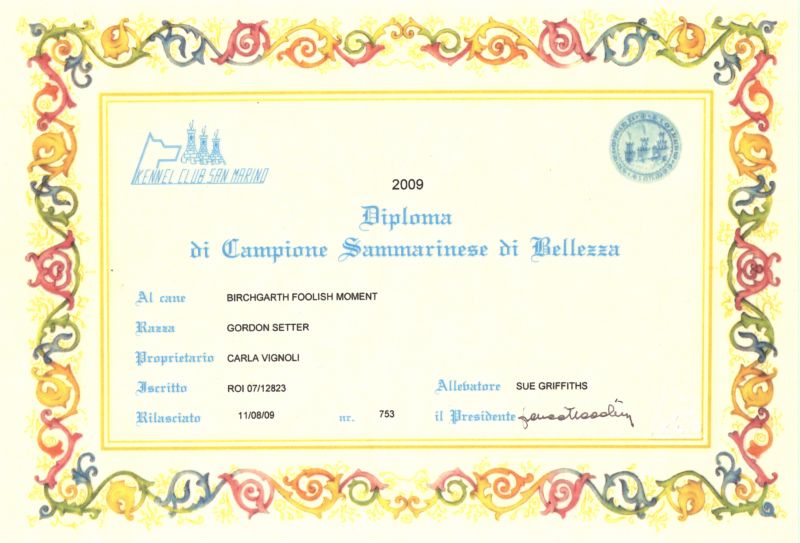 KENNEL CLUB SAN MARINO
2009
Diploma
di Campione Sammarinese di Bellezza
Al cane BIRCHGARTH FOOLISH MOMENT
Razza GORDON SETTER
Proprietario CARLA VIGNOLI
Iscritto ROI 07/12823 Allevatore SUE GRIFFITHS
Rilasciato 11/08/09 nr. 753 il Presidente